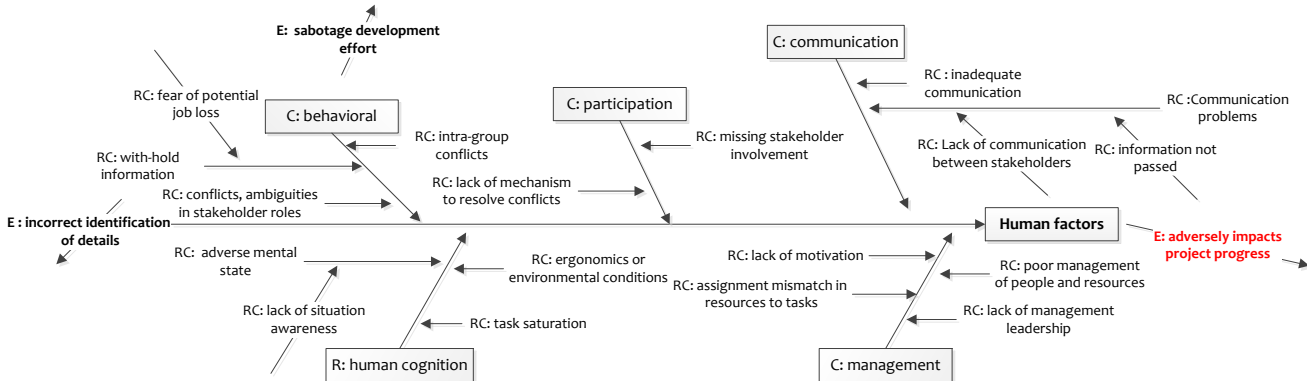 E: sabotage development
effort
C: communication
RC: fear of potential
job loss
C: behavioral
C: participation
RC : inadequate
communication
RC :Communication
problems
RC: intra-group
conflicts
RC: missing stakeholder
involvement
RC: Lack of communication
between stakeholders
RC: information not
passed
RC: with-hold
information
RC: conflicts, ambiguities
in stakeholder roles
RC: lack of mechanism
to resolve conflicts
E : incorrect identification
of details
Human factors
E: adversely impacts
project progress
RC: adverse mental
state
RC: ergonomics or
environmental conditions
RC: lack of motivation
RC: poor management
of people and resources
RC: assignment mismatch in
resources to tasks
RC: lack of situation
awareness
RC: task saturation
RC: lack of management
leadership
R: human cognition
C: management